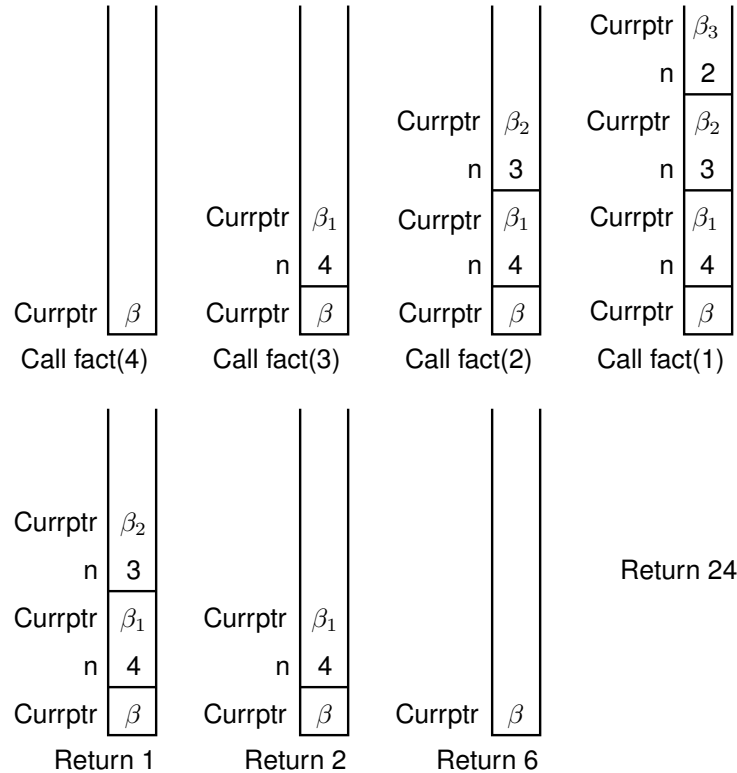 Currptr β₃
n 2
Currptr β₂ Currptr β₂
n 3 n 3
Currptr β₁ Currptr β₁ Currptr β₁
n 4 n 4 n 4
Currptr β Currptr β Currptr β Currptr β
Call fact(4) Call fact(3) Call fact(2) Call fact(1)
Currptr β₂
n 3 Return 24
Currptr β₁ Currptr β₁
n 4 n 4
Currptr β Currptr β Currptr β
Return 1 Return 2 Return 6